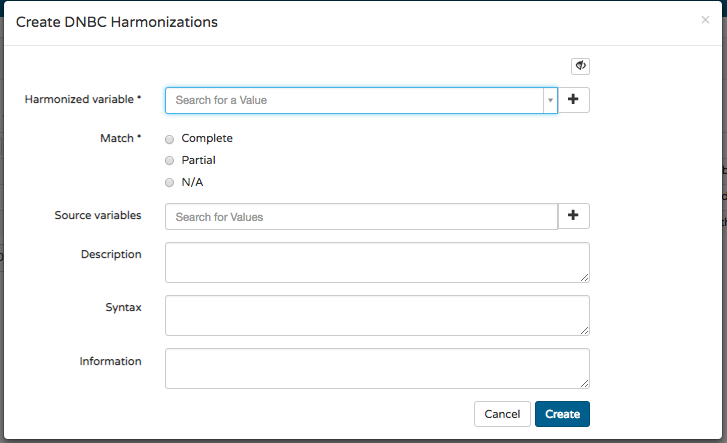 Create DNBC Harmonizations
Harmonized variable * Search for a Value
Match * Complete
Partial
N/A
Source variables Search for Values
Description
Syntax
Information
Cancel Create